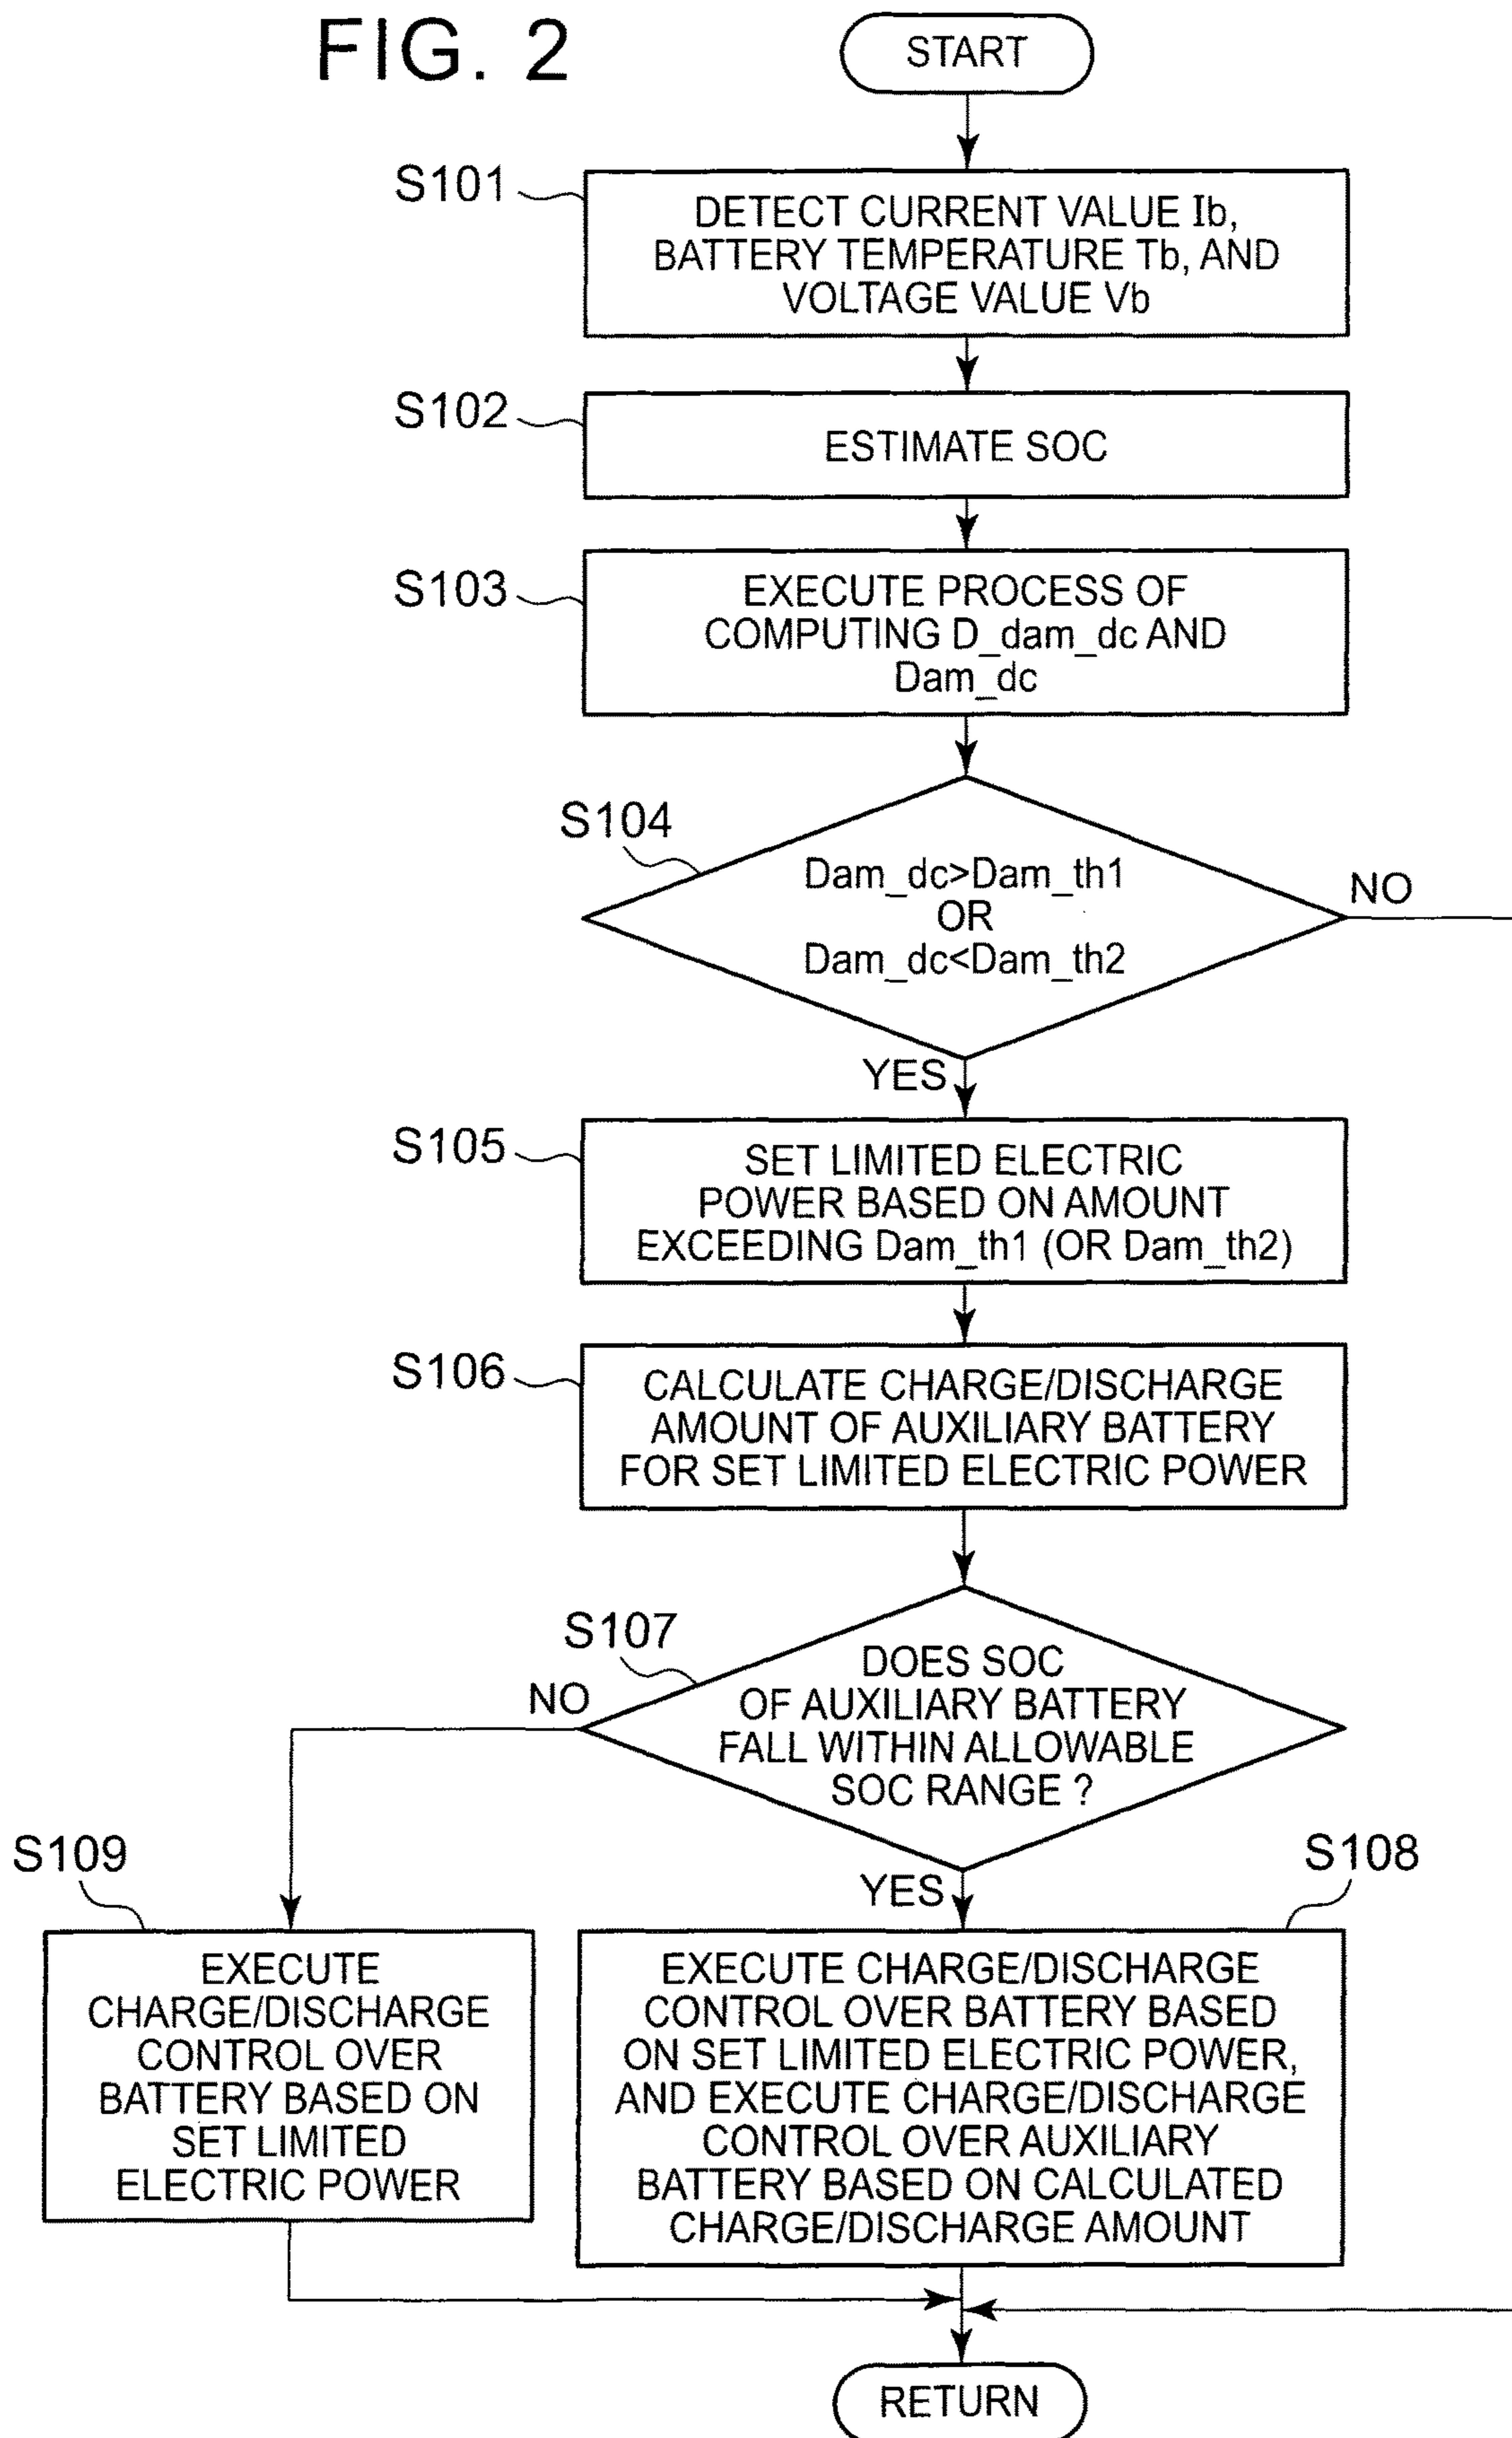 FIG. 2
START
S101
DETECT CURRENT VALUE Ib,
BATTERY TEMPERATURE Tb, AND
VOLTAGE VALUE Vb
S102
ESTIMATE SOC
S103
EXECUTE PROCESS OF
COMPUTING D_dam_dc AND
Dam_dc
S104
Dam_dc>Dam_th1
OR
Dam_dc<Dam_th2
NO
YES
S105
SET LIMITED ELECTRIC
POWER BASED ON AMOUNT
EXCEEDING Dam_th1 (OR Dam_th2)
S106
CALCULATE CHARGE/DISCHARGE
AMOUNT OF AUXILIARY BATTERY
FOR SET LIMITED ELECTRIC POWER
S107
DOES SOC
OF AUXILIARY BATTERY
FALL WITHIN ALLOWABLE
SOC RANGE ?
NO
YES
S109
EXECUTE
CHARGE/DISCHARGE
CONTROL OVER
BATTERY BASED ON
SET LIMITED
ELECTRIC POWER
S108
EXECUTE CHARGE/DISCHARGE
CONTROL OVER BATTERY BASED
ON SET LIMITED ELECTRIC POWER,
AND EXECUTE CHARGE/DISCHARGE
CONTROL OVER AUXILIARY
BATTERY BASED ON CALCULATED
CHARGE/DISCHARGE AMOUNT
RETURN